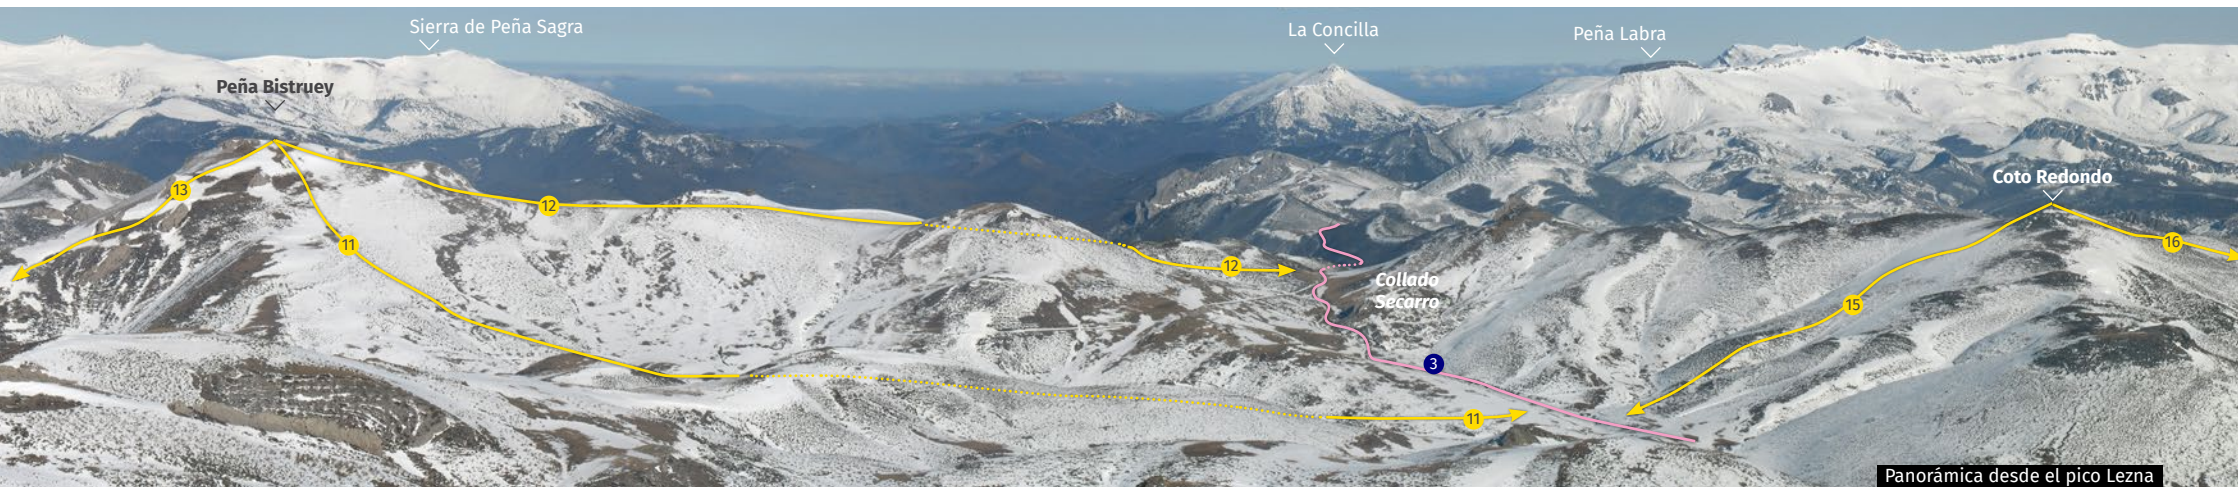 Sierra de Peña Sagra
La Concilla
Peña Labra
Peña Bistruey
Coto Redondo
13
12
11
12
Collado
Secarro
16
15
3
11
Panorámica desde el pico Lezna